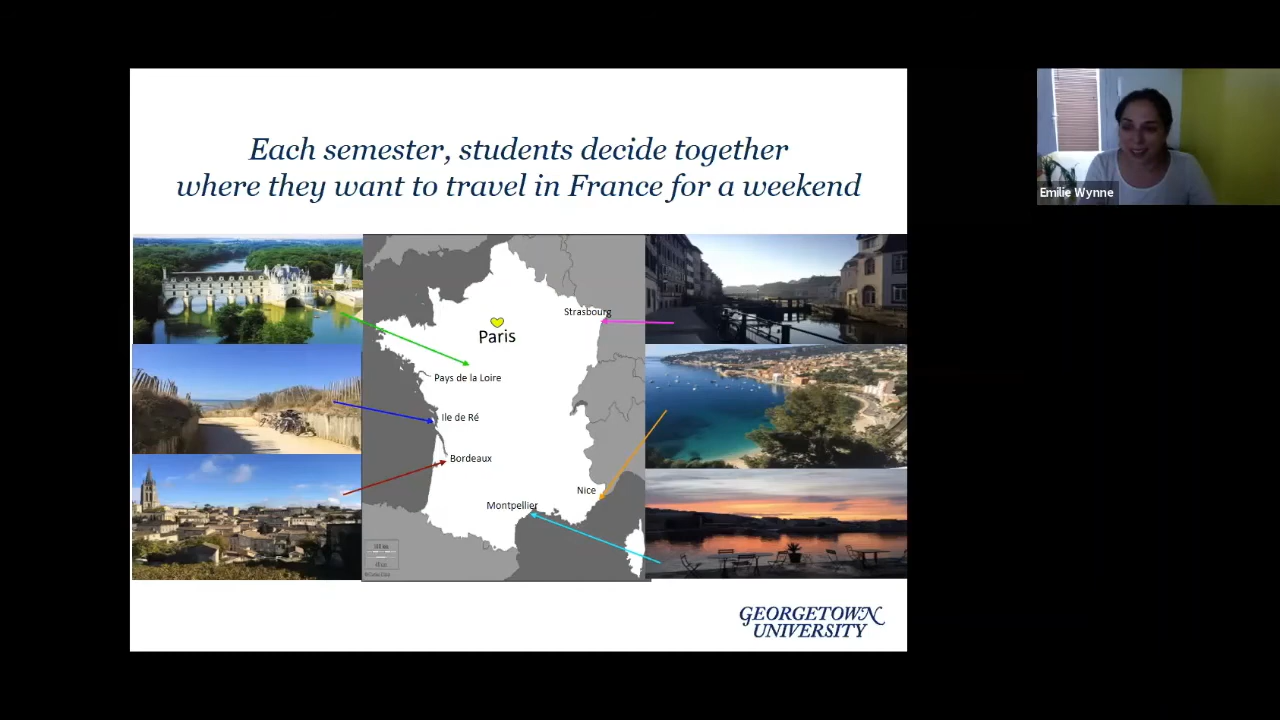 Each semester, students decide together
where they want to travel in France for a weekend
Emilie Wynne
Strasbourg
Paris
Pays de la Loire
Ile de Ré
Bordeaux
Nice
Montpellier
GEORGETOWN
UNIVERSITY